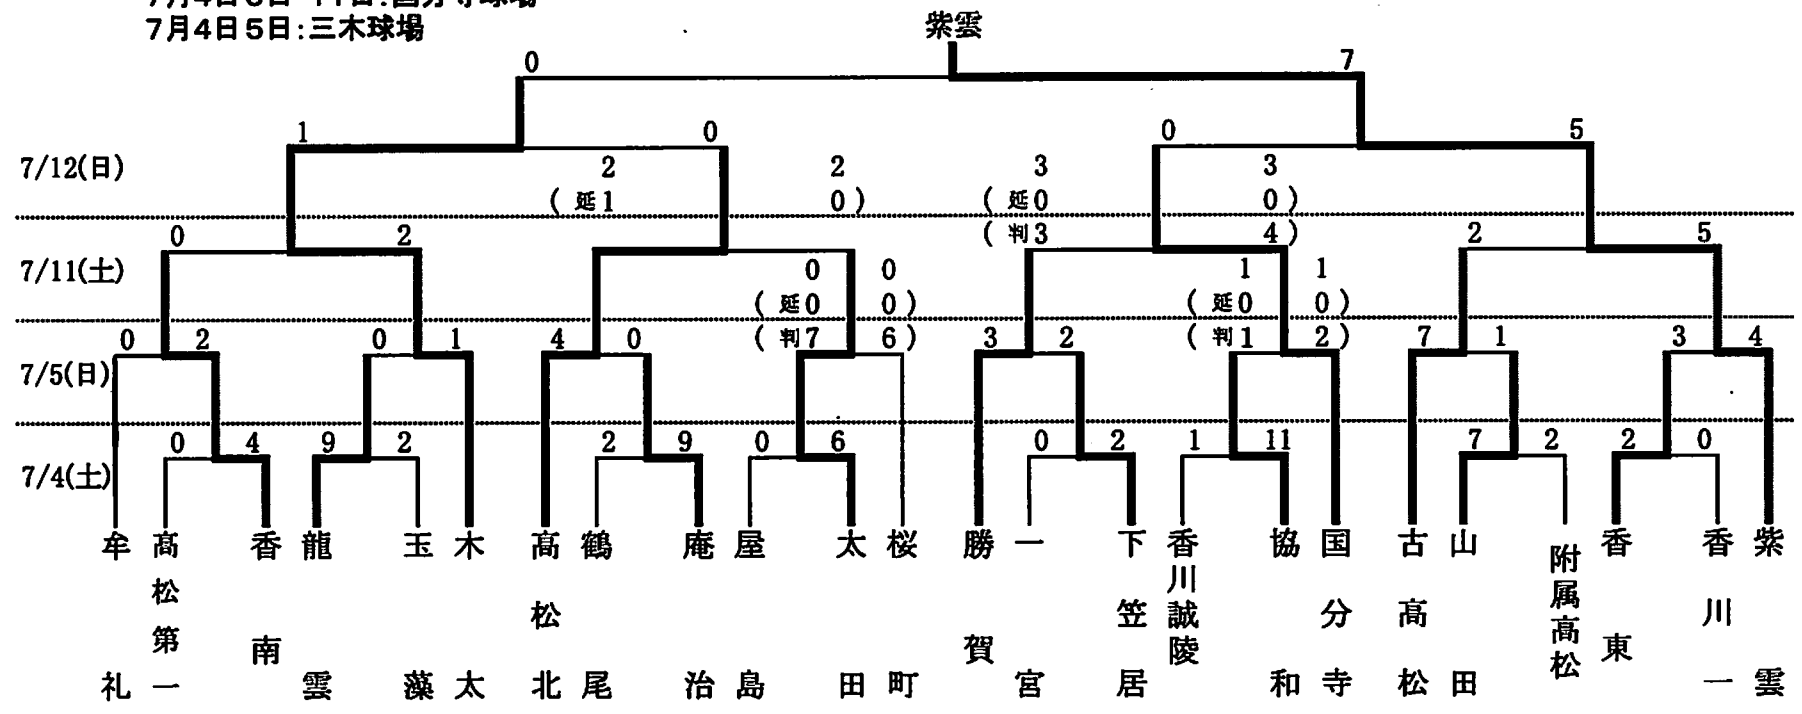 7月4日5日:三木球場
紫雲
0 7
1 0 0 5
7/12(日) 2 2 3 3
(延1 0) (延0 0)
(判3 4)
0 2 2 5
7/11(土) 0 0 1 1
(延0 0) (延0 0)
0 2 0 1 4 0 (判7 6) 3 2 (判1 2) 7 1 3 4
7/5(日)
0 4 9 2 2 9 0 6 0 2 1 11 7 2 2 0
7/4(土)
牟礼
高松第一
香南
龍雲
玉藻
木太
高松北
鶴尾
庵治
屋島
太田
桜町
勝賀
一宮
下笠居
香川誠陵
協和
国分寺
古高松
山田
附属高松
香東
香川一
紫雲